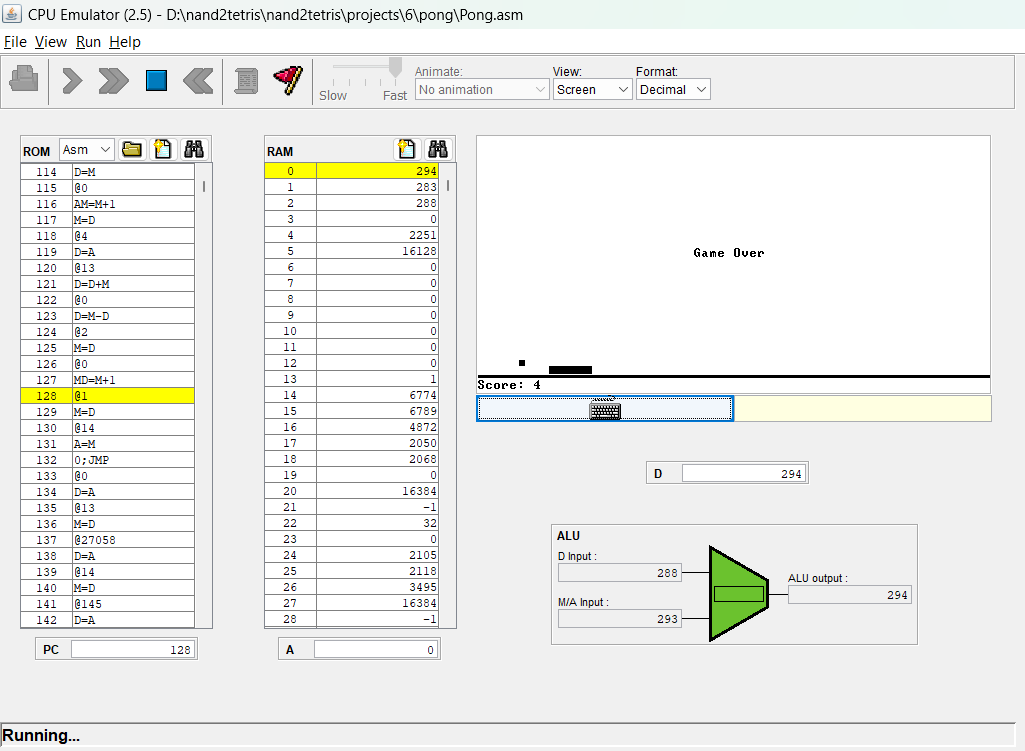 CPU Emulator (2.5) - D:\nand2tetris\nand2tetris\projects\6\pong\Pong.asm
File View Run Help
Slow Fast
Animate: View: Format:
No animation Screen Decimal
ROM Asm
114 D=M
115 @0
116 AM=M+1
117 M=D
118 @4
119 D=A
120 @13
121 D=D+M
122 @0
123 D=M-D
124 @2
125 M=D
126 @0
127 MD=M+1
128 @1
129 M=D
130 @14
131 A=M
132 0;JMP
133 @0
134 D=A
135 @13
136 M=D
137 @27058
138 D=A
139 @14
140 M=D
141 @145
142 D=A
PC 128
RAM
0 294
1 283
2 288
3 0
4 2251
5 16128
6 0
7 0
8 0
9 0
10 0
11 0
12 0
13 1
14 6774
15 6789
16 4872
17 2050
18 2068
19 0
20 16384
21 -1
22 32
23 0
24 2105
25 2118
26 3495
27 16384
28 -1
A 0
Game Over
Score: 4
D 294
ALU
D Input :
288
M/A Input :
293
ALU output :
294
Running...